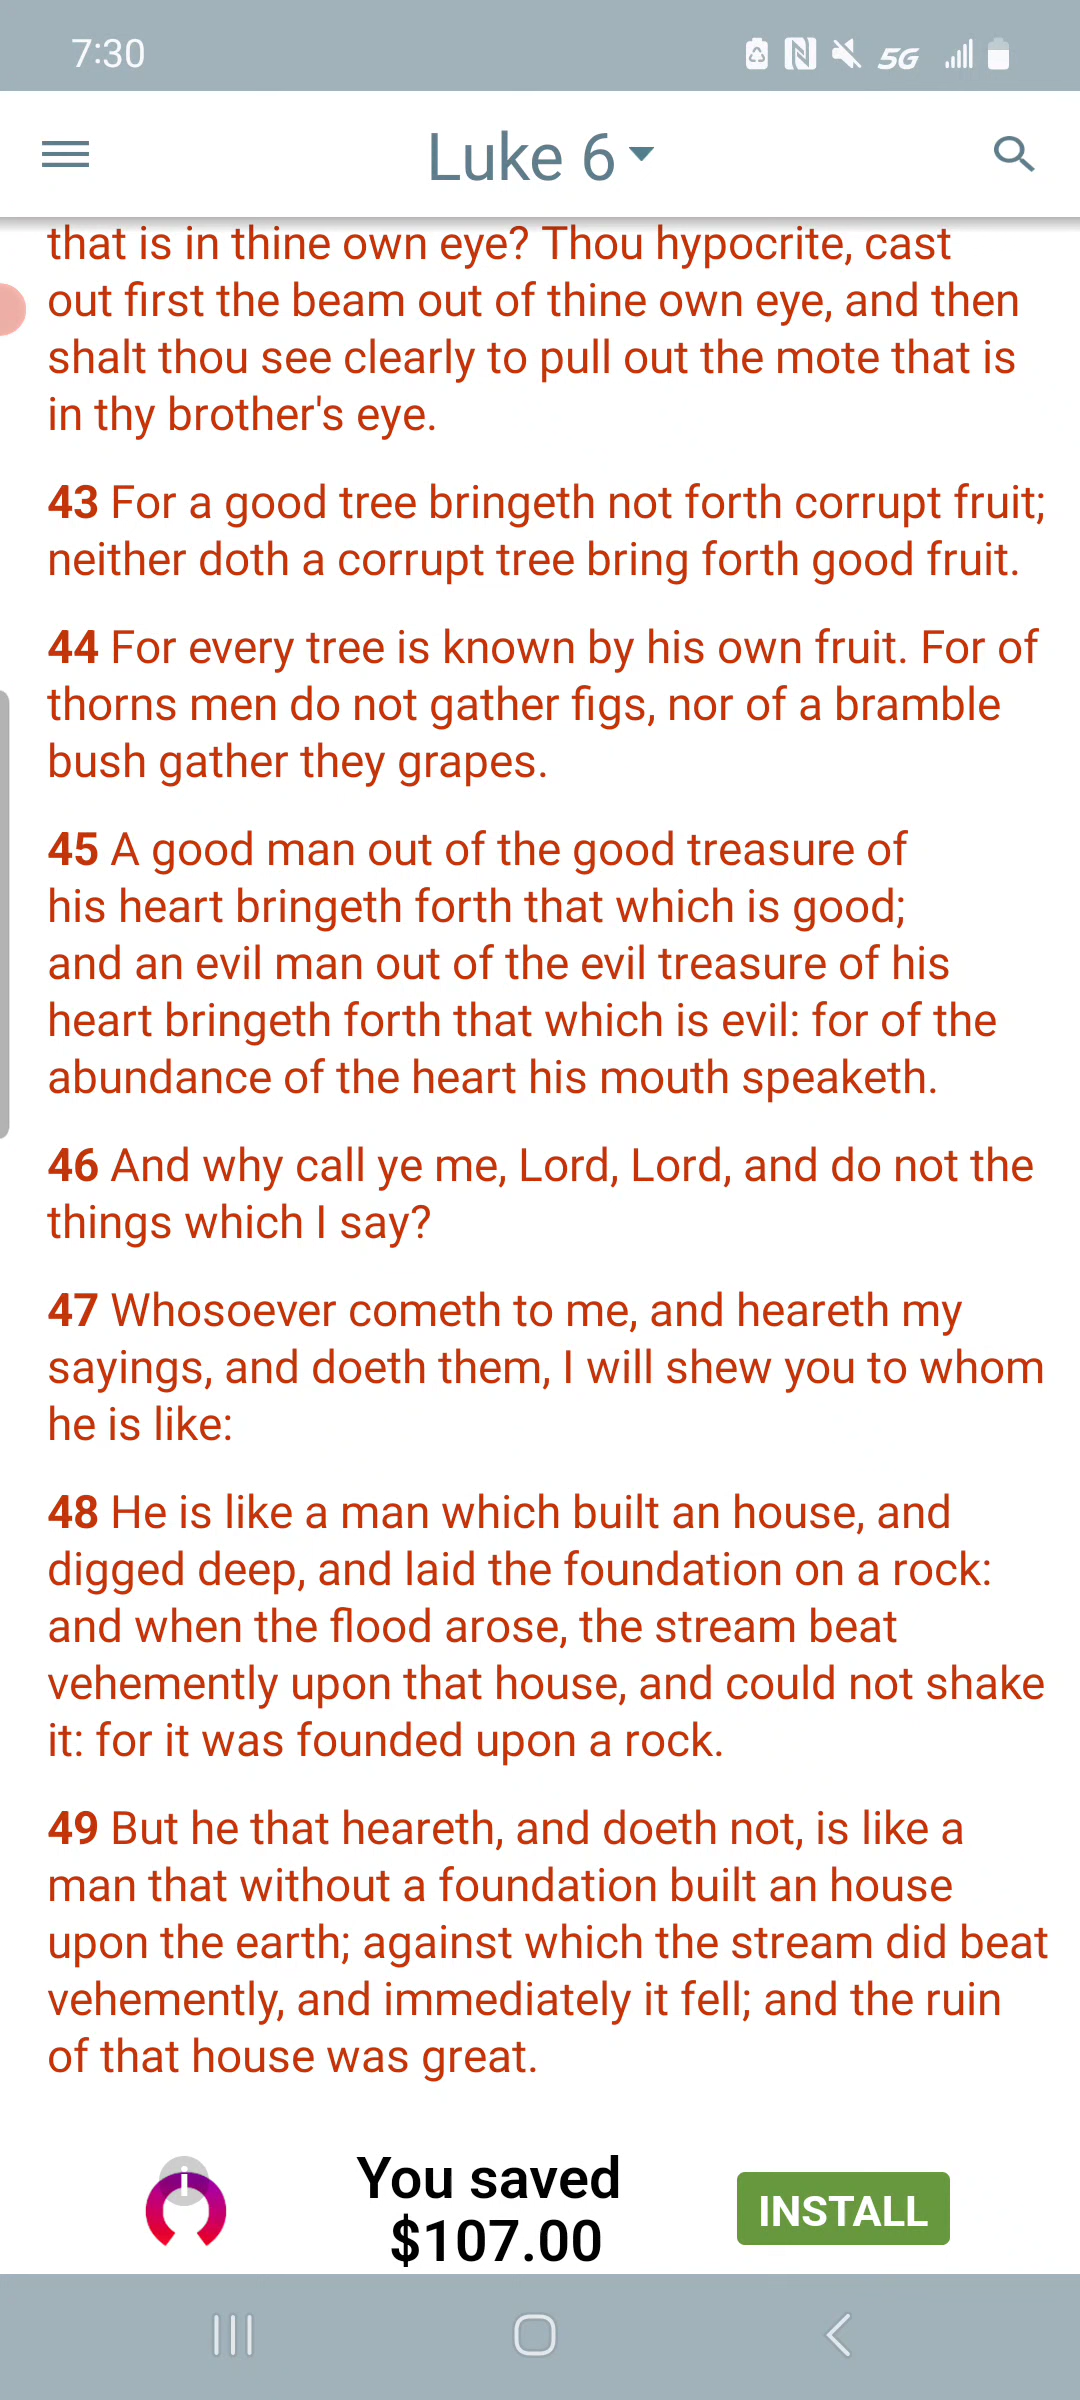 7:30
5G
Luke 6
that is in thine own eye? Thou hypocrite, cast
out first the beam out of thine own eye, and then
shalt thou see clearly to pull out the mote that is
in thy brother's eye.
43 For a good tree bringeth not forth corrupt fruit;
neither doth a corrupt tree bring forth good fruit.
44 For every tree is known by his own fruit. For of
thorns men do not gather figs, nor of a bramble
bush gather they grapes.
45 A good man out of the good treasure of
his heart bringeth forth that which is good;
and an evil man out of the evil treasure of his
heart bringeth forth that which is evil: for of the
abundance of the heart his mouth speaketh.
46 And why call ye me, Lord, Lord, and do not the
things which I say?
47 Whosoever cometh to me, and heareth my
sayings, and doeth them, I will shew you to whom
he is like:
48 He is like a man which built an house, and
digged deep, and laid the foundation on a rock:
and when the flood arose, the stream beat
vehemently upon that house, and could not shake
it: for it was founded upon a rock.
49 But he that heareth, and doeth not, is like a
man that without a foundation built an house
upon the earth; against which the stream did beat
vehemently, and immediately it fell; and the ruin
of that house was great.
You saved
$107.00
INSTALL